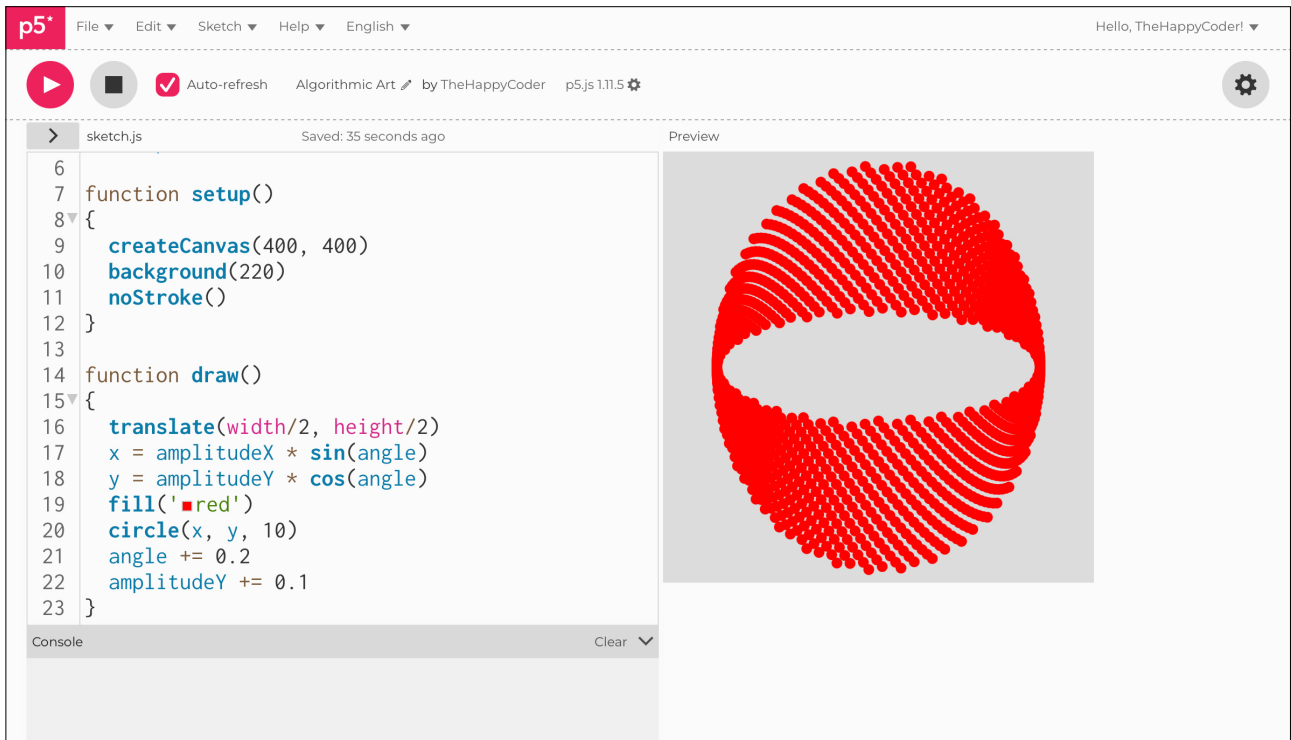 p5* File Edit Sketch Help English Hello, TheHappyCoder!
Auto-refresh Algorithmic Art by TheHappyCoder p5.js 1.11.5
sketch.js Saved: 35 seconds ago Preview
6
7 function setup()
8 {
9 createCanvas(400, 400)
10 background(220)
11 noStroke()
12 }
13
14 function draw()
15 {
16 translate(width/2, height/2)
17 x = amplitudeX * sin(angle)
18 y = amplitudeY * cos(angle)
19 fill('red')
20 circle(x, y, 10)
21 angle += 0.2
22 amplitudeY += 0.1
23 }
Console Clear